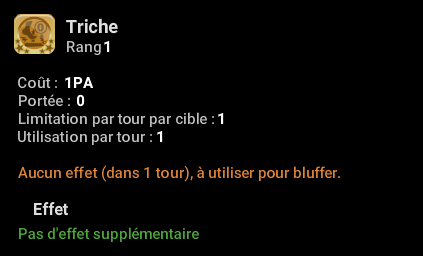 Triche
Rang 1
Coût : 1PA
Portée : 0
Limitation par tour par cible : 1
Utilisation par tour : 1
Aucun effet (dans 1 tour), à utiliser pour bluffer.
Effet
Pas d'effet supplémentaire